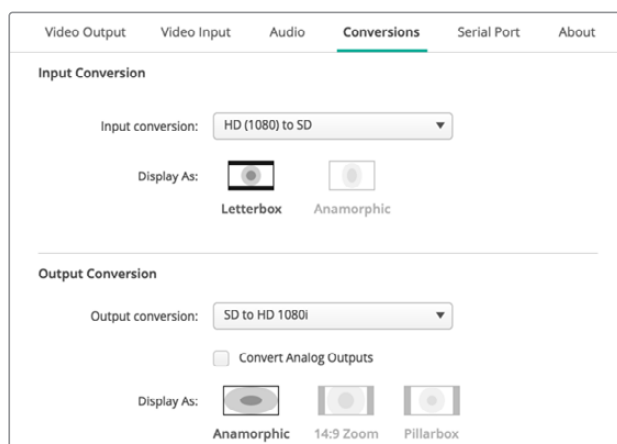 Video Output Video Input Audio Conversions Serial Port About
Input Conversion
Input conversion: HD (1080) to SD
Display As:
Letterbox Anamorphic
Output Conversion
Output conversion: SD to HD 1080i
Convert Analog Outputs
Display As:
Anamorphic 14:9 Zoom Pillarbox